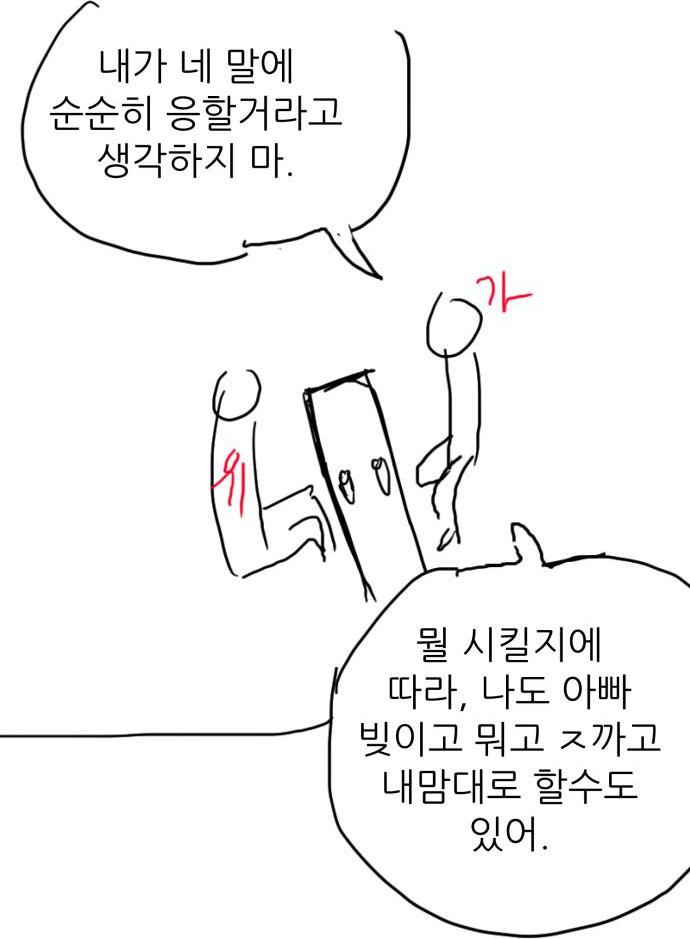 내가 네 말에
순순히 응할거라고
생각하지 마.
가
위
뭘 시킬지에
따라, 나도 아빠
빚이고 뭐고 ㅈ까고
내맘대로 할수도
있어.